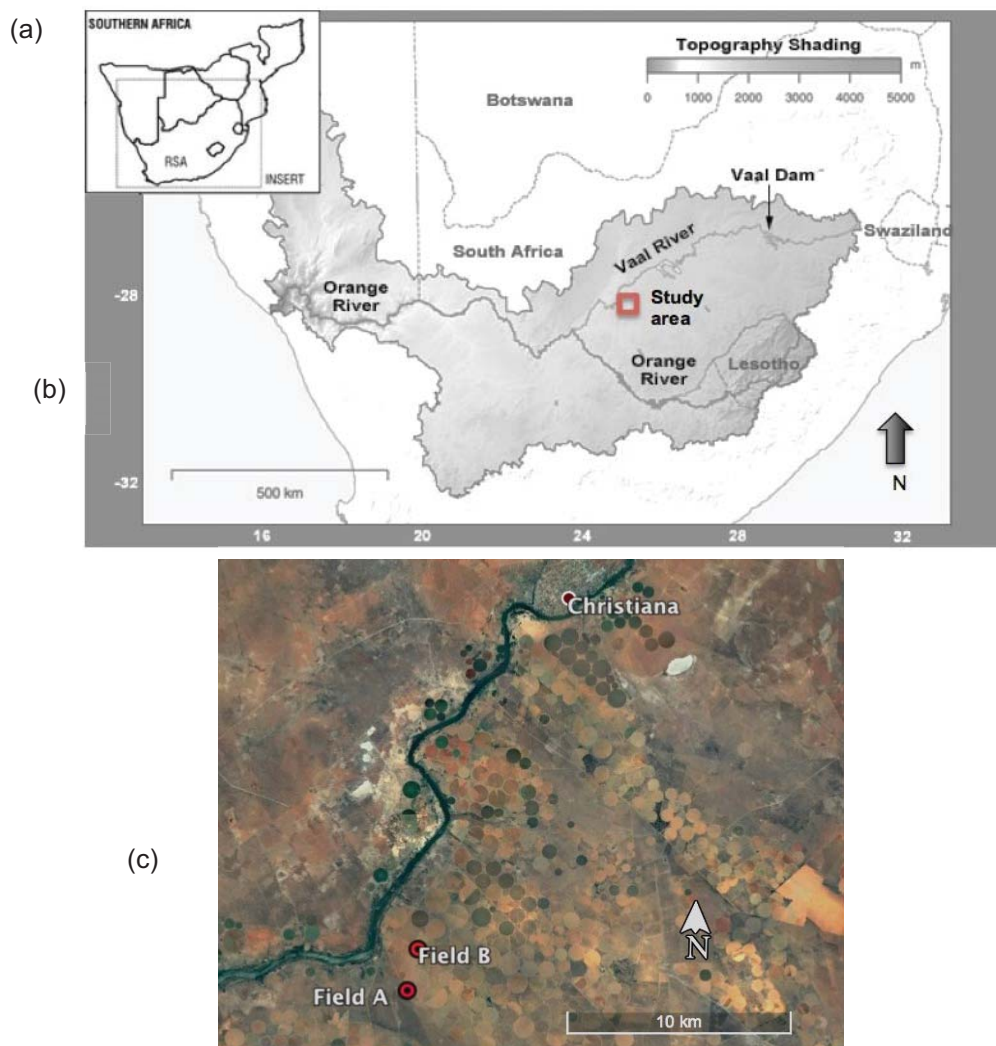 (a)
SOUTHERN AFRICA
RSA
INSERT
Topography Shading
m
0 1000 2000 3000 4000 5000
Botswana
Vaal Dam
Swaziland
South Africa
Vaal River
Orange
River
-28
Study
area
Orange
River
Lesotho
(b)
N
-32
500 km
16 20 24 28 32
Christiana
(c)
N
Field B
Field A
10 km